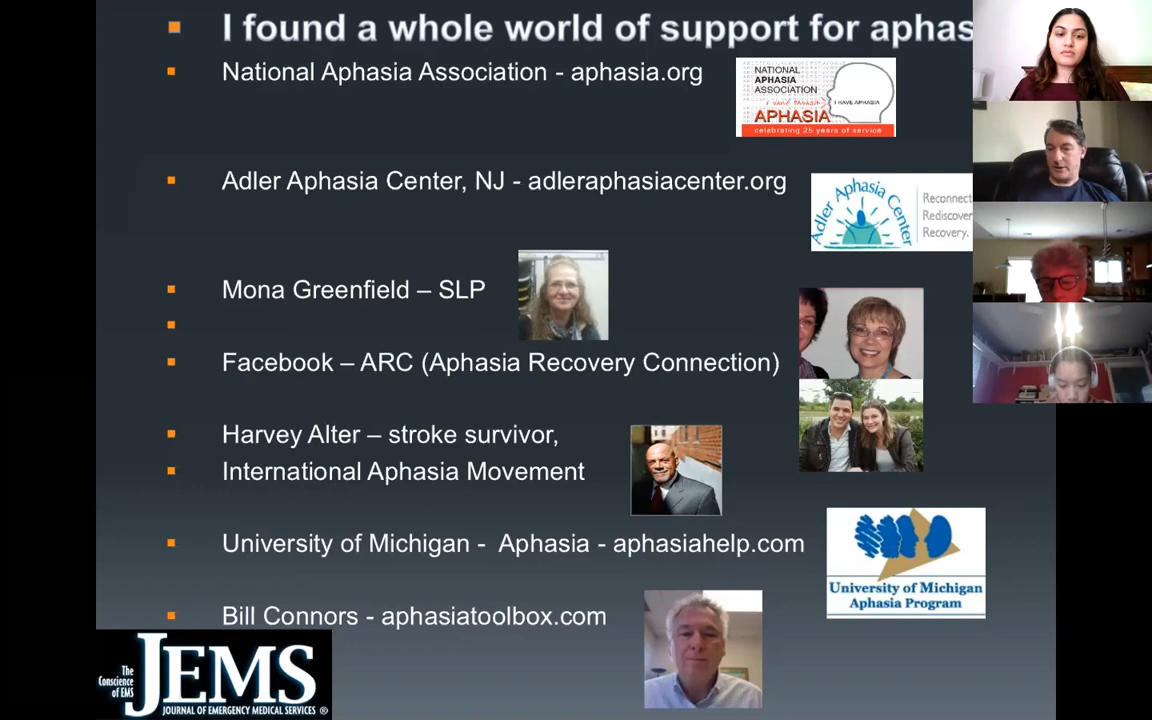 I found a whole world of support for aphas
National Aphasia Association - aphasia.org
NATIONAL
APHASIA
ASSOCIATION
I HAVE APHASIA
APHASIA
celebrating 25 years of service
Adler Aphasia Center, NJ - adleraphasiacenter.org
Adler Aphasia Center
Reconnect
Rediscover
Recovery.
Mona Greenfield – SLP
Facebook – ARC (Aphasia Recovery Connection)
Harvey Alter – stroke survivor,
International Aphasia Movement
University of Michigan - Aphasia - aphasiahelp.com
University of Michigan
Aphasia Program
Bill Connors - aphasiatoolbox.com
The
Conscience
of EMS
JEMS
JOURNAL OF EMERGENCY MEDICAL SERVICES ®